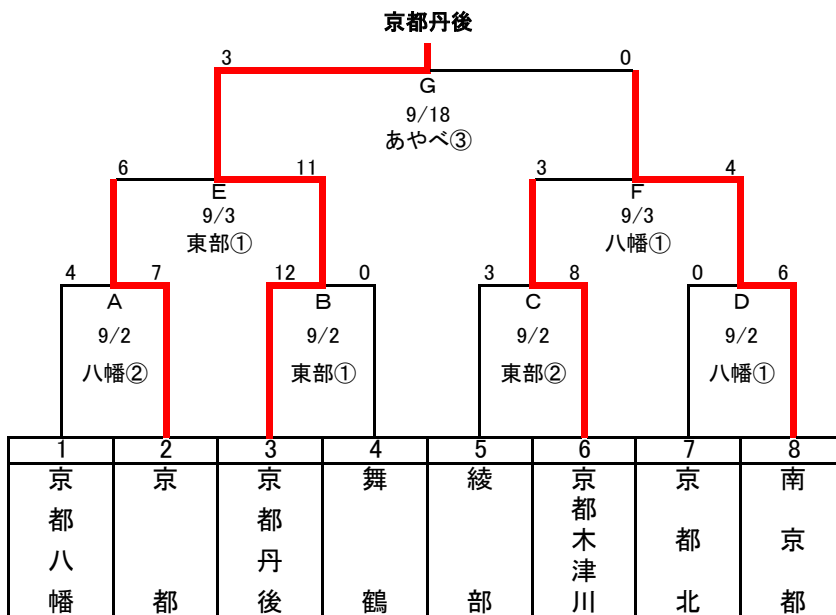 京都丹後
3 0
G
9/18
あやべ③
6 11 3 4
E F
9/3 9/3
東部① 八幡①
4 7 12 0 3 8 0 6
A B C D
9/2 9/2 9/2 9/2
八幡② 東部① 東部② 八幡①
1 2 3 4 5 6 7 8
京都八幡 京都 京都丹後 舞鶴 綾部 京都木津川 京都北 南京都